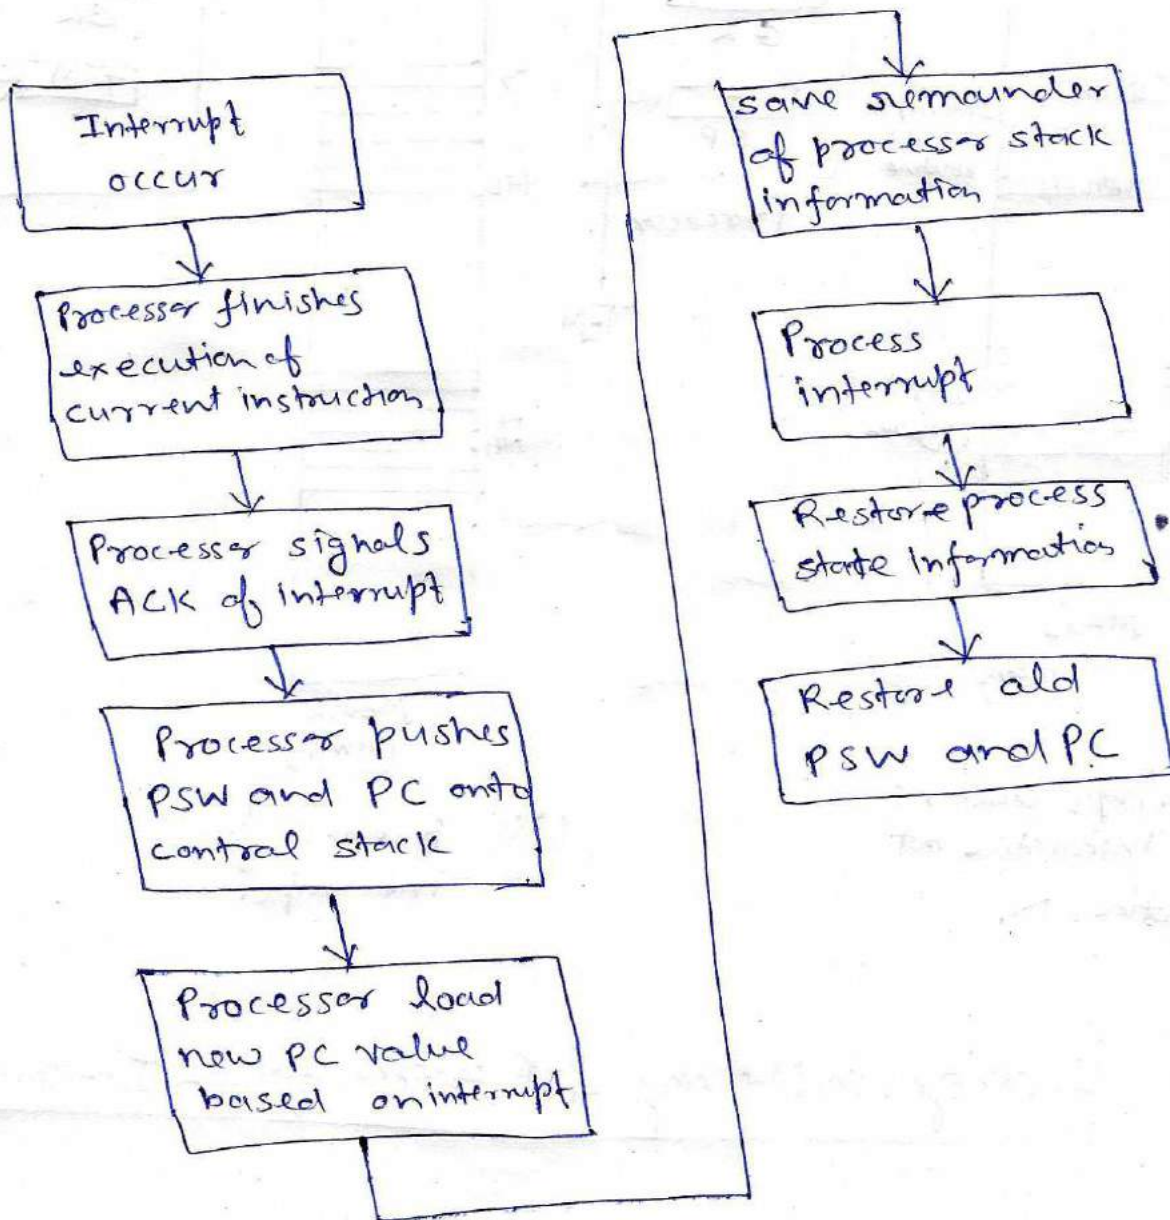 Interrupt
occur
Processor finishes
execution of
current instruction
Processor signals
ACK of interrupt
Processor pushes
PSW and PC onto
control stack
Processor load
new PC value
based on interrupt
save remainder
of processor stack
information
Process
interrupt
Restore process
state information
Restore old
PSW and PC